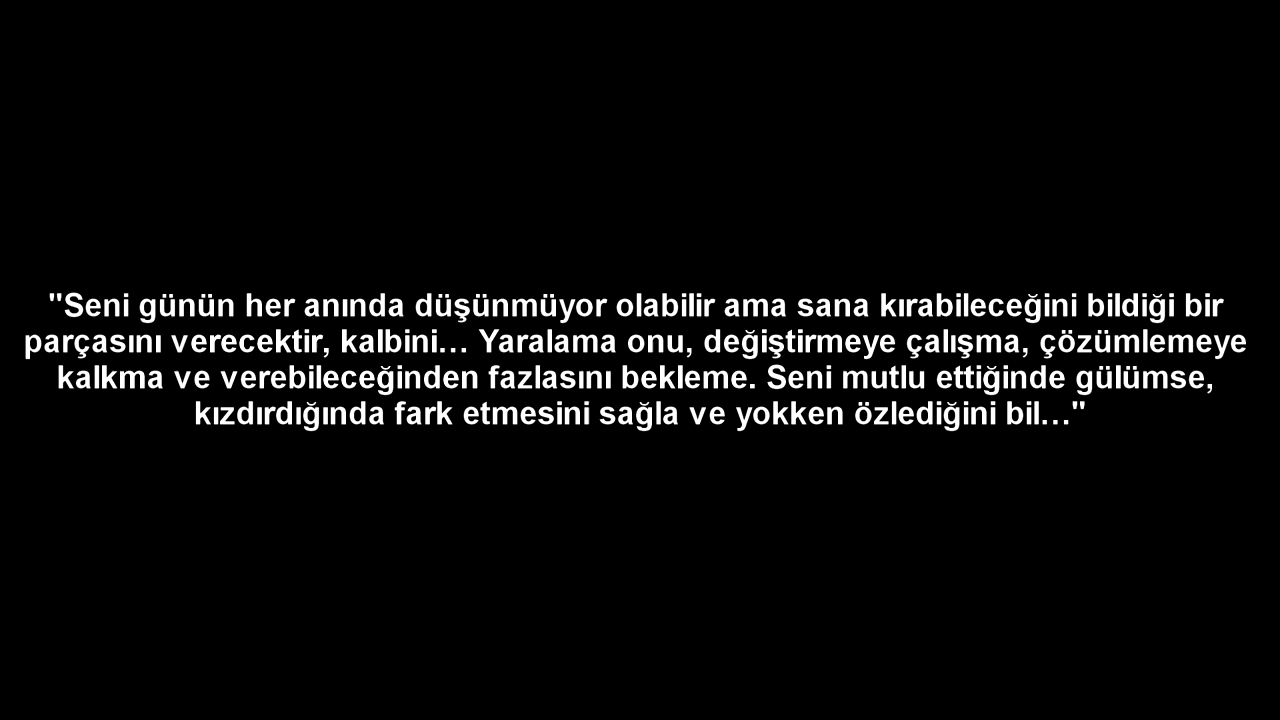 "Seni günün her anında düşünmüyor olabilir ama sana kırabileceğini bildiği bir
parçasını verecektir, kalbini… Yaralama onu, değiştirmeye çalışma, çözümlemeye
kalkma ve verebileceğinden fazlasını bekleme. Seni mutlu ettiğinde gülümse,
kızdırdığında fark etmesini sağla ve yokken özlediğini bil…"